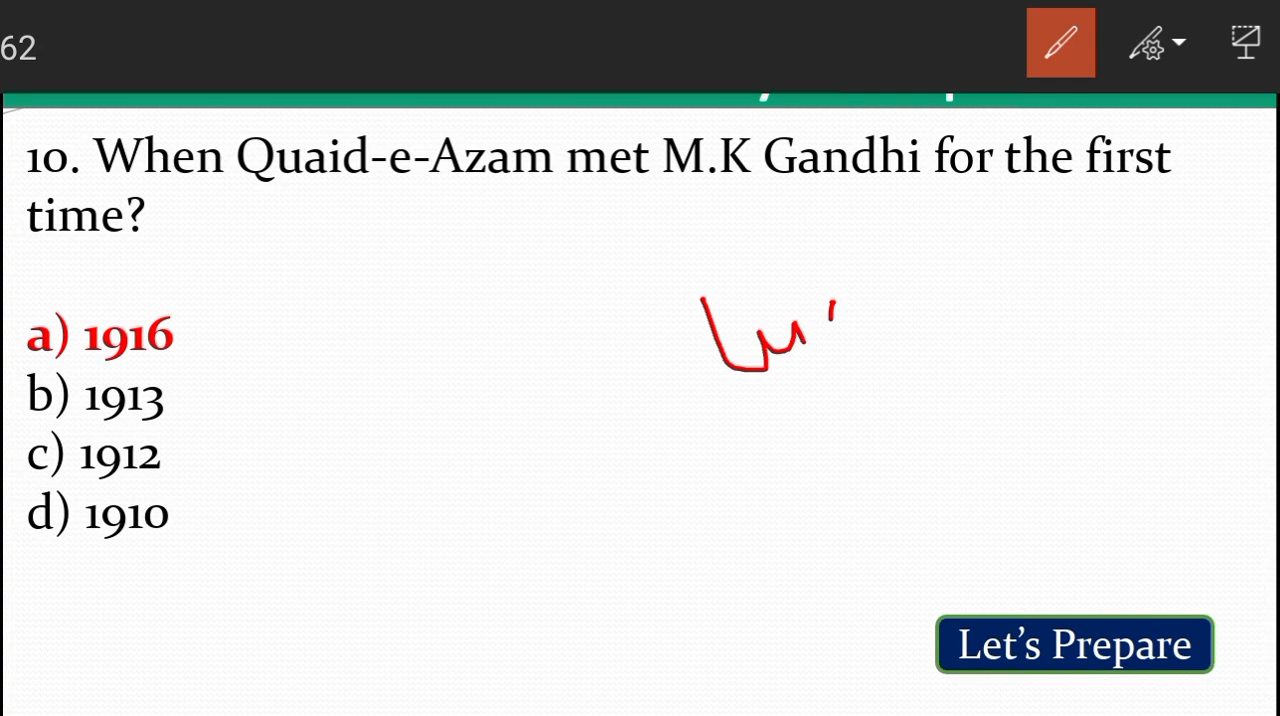 62
10. When Quaid-e-Azam met M.K Gandhi for the first
time?
a) 1916
b) 1913
c) 1912
d) 1910
Let's Prepare